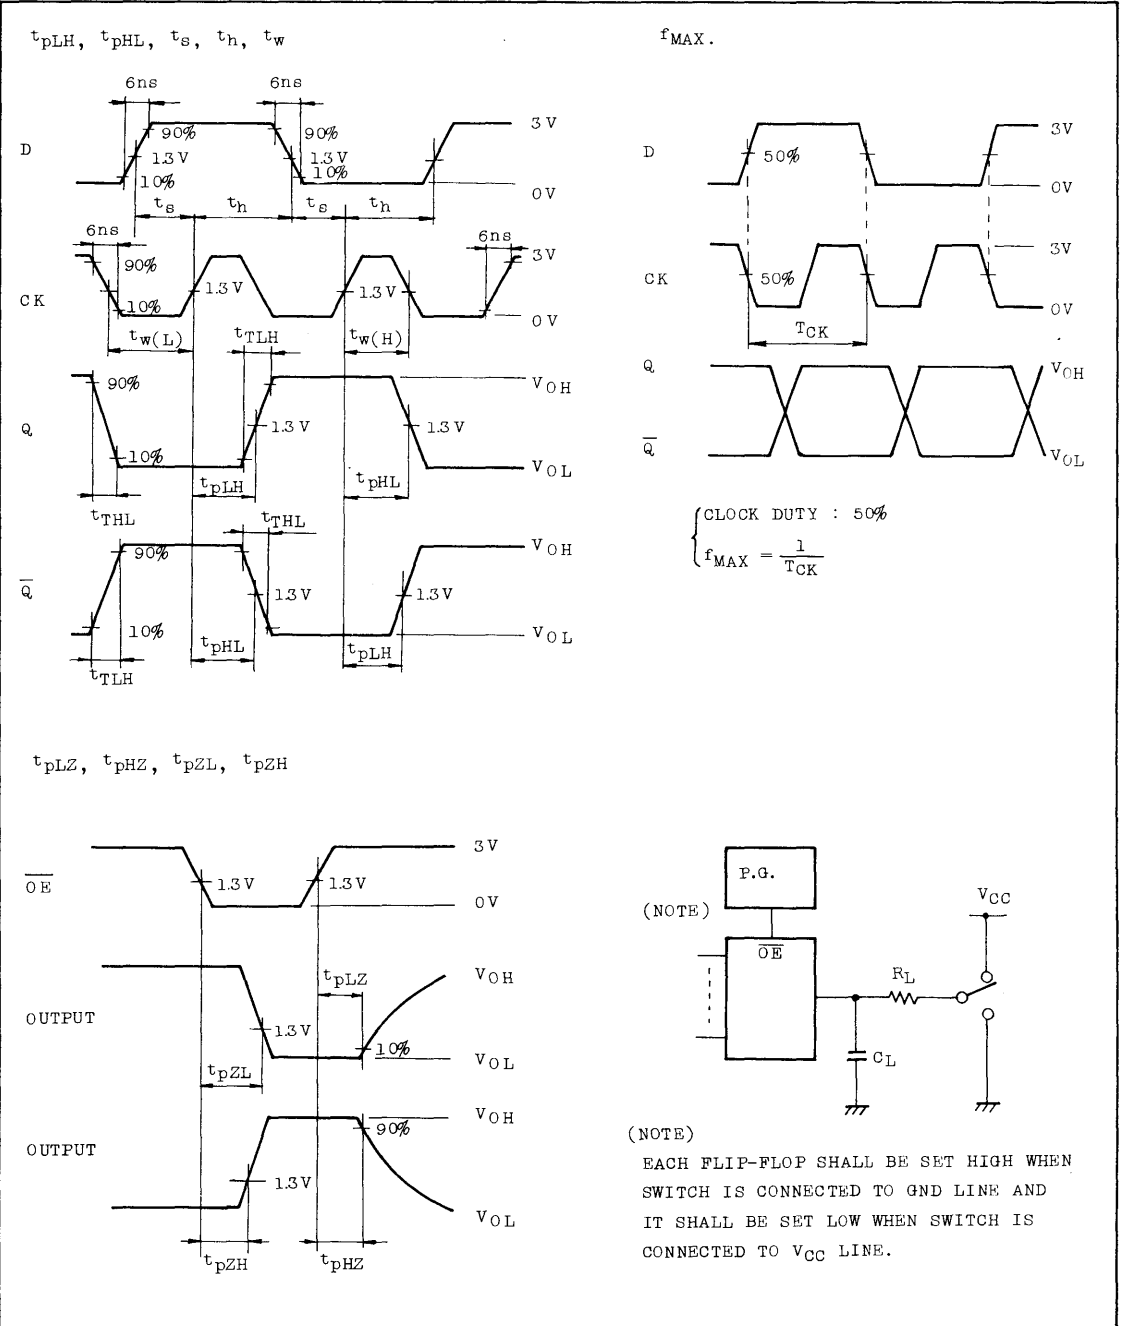 tpLH, tpHL, ts, th, tw
6ns 6ns
D 90% 90% 3V
1.3V 1.3V
10% 10% 0V
ts th ts th
6ns 6ns
CK 90% 3V
1.3V 1.3V
10% 0V
tw(L) tTLH tw(H)
Q 90% VOH
1.3V 1.3V
10% VOL
tpLH tpHL
tTHL tTHL
Q̅ 90% VOH
1.3V 1.3V
10% VOL
tpHL tpLH
tTLH
fMAX.
D 50% 3V
0V
CK 50% 3V
0V
TCK
Q VOH
Q̅ VOL
CLOCK DUTY : 50%
fMAX = 1
TCK
tpLZ, tpHZ, tpZL, tpZH
O̅E̅ 1.3V 1.3V 3V
0V
OUTPUT tpLZ VOH
1.3V 10%
tpZL VOL
OUTPUT VOH
90%
1.3V
VOL
tpZH tpHZ
P.G.
(NOTE) VCC
O̅E̅
RL
CL
(NOTE)
EACH FLIP-FLOP SHALL BE SET HIGH WHEN
SWITCH IS CONNECTED TO GND LINE AND
IT SHALL BE SET LOW WHEN SWITCH IS
CONNECTED TO VCC LINE.